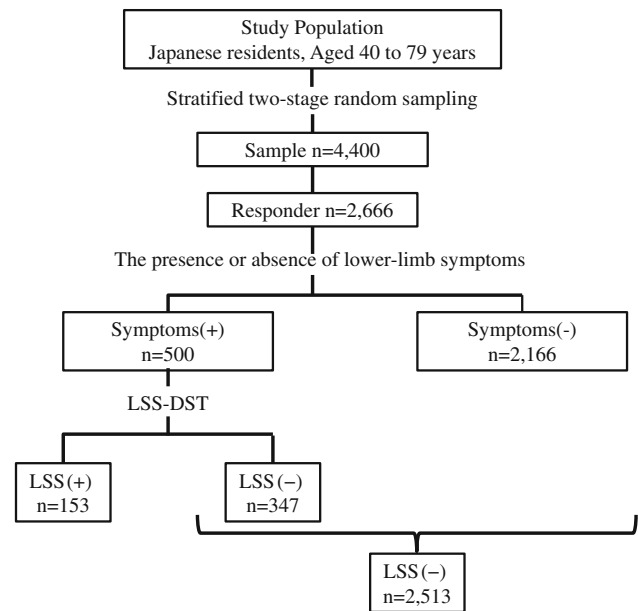 Study Population
Japanese residents, Aged 40 to 79 years
Stratified two-stage random sampling
Sample n=4,400
Responder n=2,666
The presence or absence of lower-limb symptoms
Symptoms(+)
n=500
Symptoms(-)
n=2,166
LSS-DST
LSS(+)
n=153
LSS(−)
n=347
LSS(−)
n=2,513